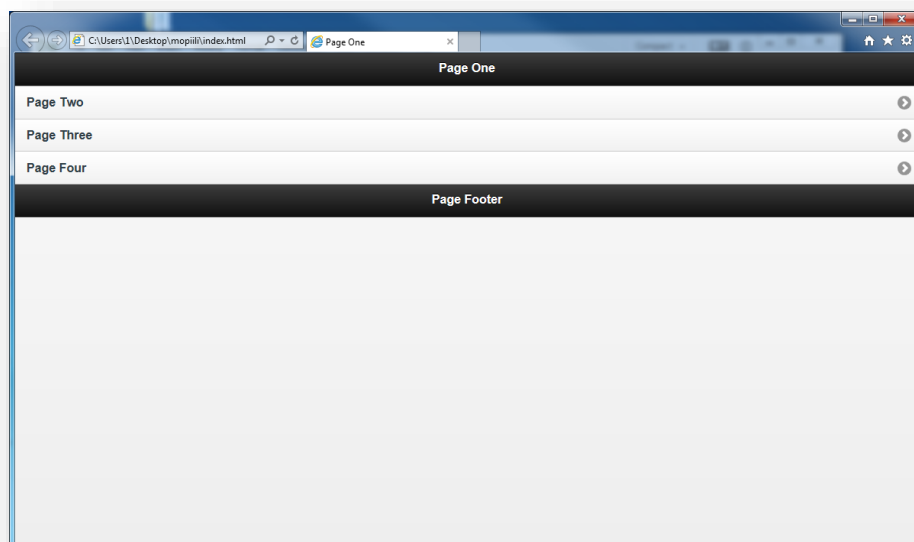 C:\Users\1\Desktop\mopiili\index.html
Page One
Page One
Page Two
Page Three
Page Four
Page Footer